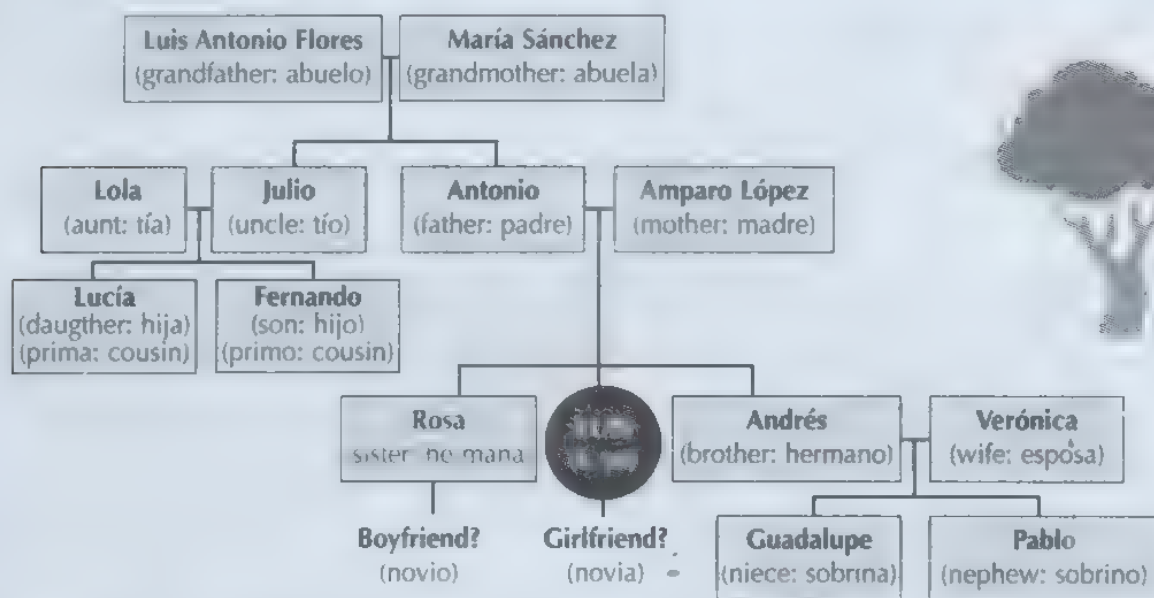 Luis Antonio Flores
(grandfather: abuelo)
María Sánchez
(grandmother: abuela)
Lola
(aunt: tía)
Julio
(uncle: tío)
Antonio
(father: padre)
Amparo López
(mother: madre)
Lucía
(daugther: hija)
(prima: cousin)
Fernando
(son: hijo)
(primo: cousin)
Rosa
sister: he mana
Andrés
(brother: hermano)
Verónica
(wife: esposa)
Boyfriend?
(novio)
Girlfriend?
(novia)
Guadalupe
(niece: sobrina)
Pablo
(nephew: sobrino)